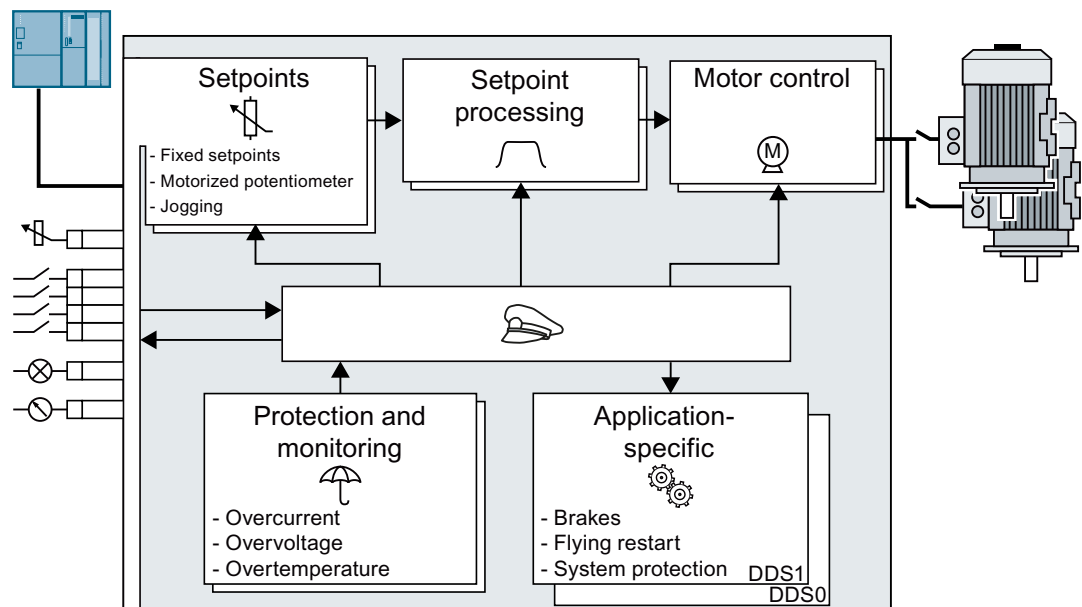 Setpoints
- Fixed setpoints
- Motorized potentiometer
- Jogging
Setpoint
processing
Motor control
M
Protection and
monitoring
- Overcurrent
- Overvoltage
- Overtemperature
Application-
specific
- Brakes
- Flying restart
- System protection
DDS1
DDS0